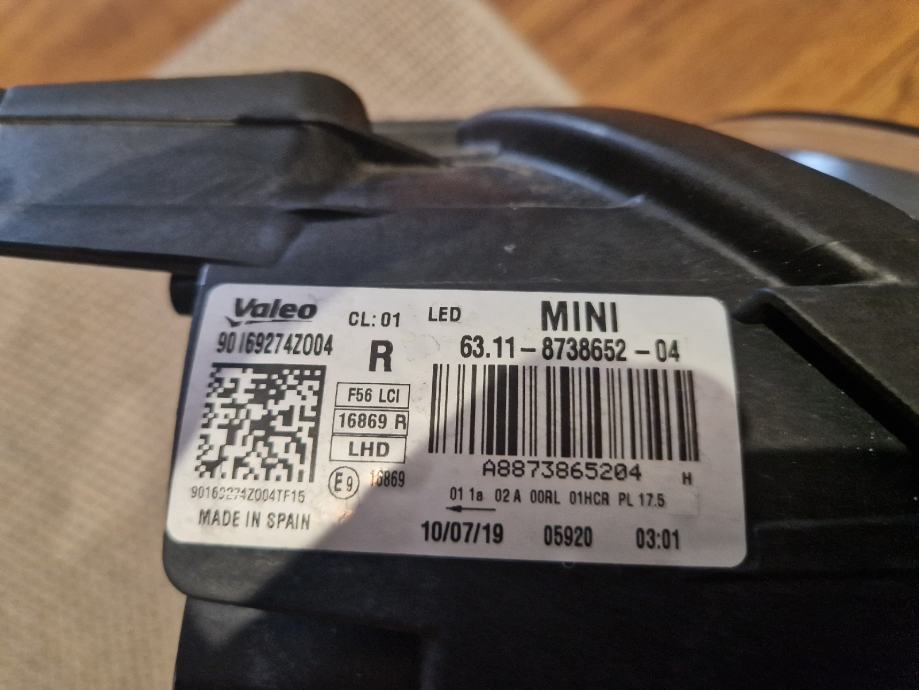 Valeo
CL: 01
LED
MINI
90169274Z004
R
63.11-8738652-04
F56 LCI
16869 R
LHD
A8873865204
H
E9
16869
90169274Z004TF15
01 1a 02 A 00RL 01HCR PL 17.5
MADE IN SPAIN
10/07/19
05920
03:01